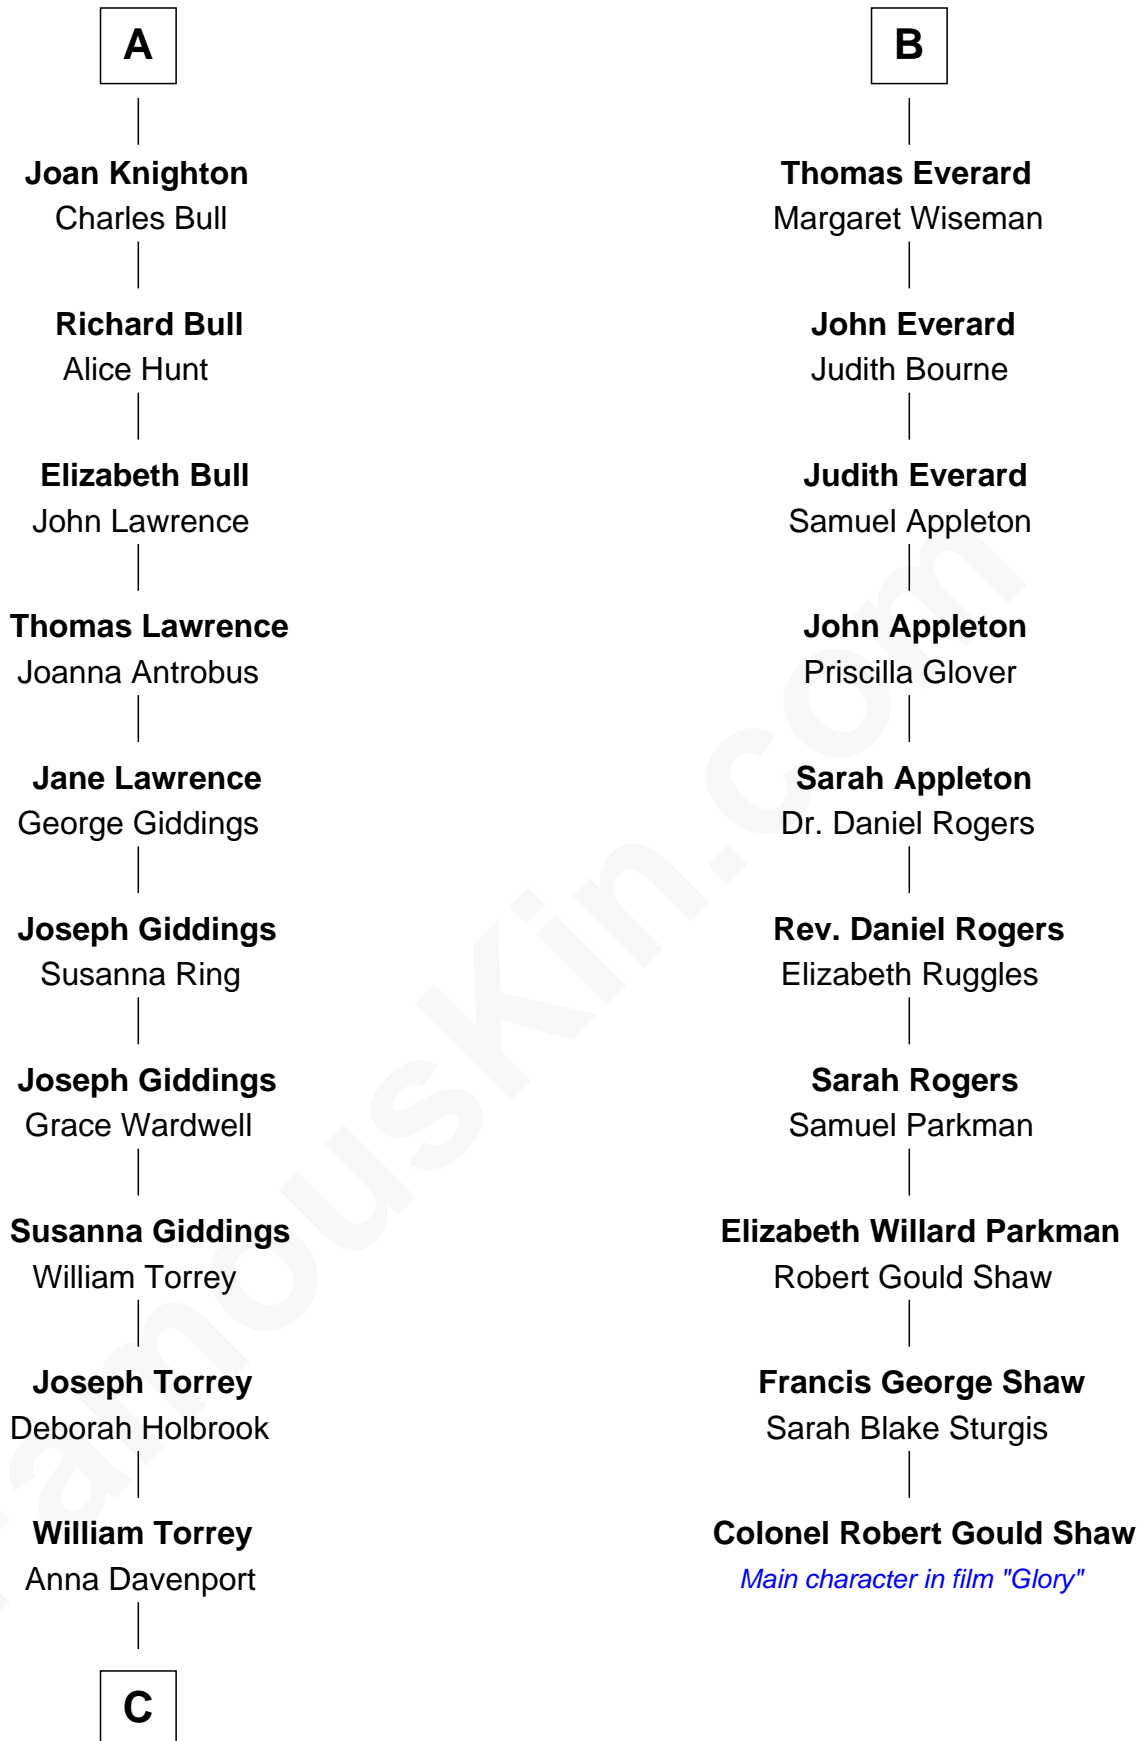 A
Joan Knighton
Charles Bull
Richard Bull
Alice Hunt
Elizabeth Bull
John Lawrence
Thomas Lawrence
Joanna Antrobus
Jane Lawrence
George Giddings
Joseph Giddings
Susanna Ring
Joseph Giddings
Grace Wardwell
Susanna Giddings
William Torrey
Joseph Torrey
Deborah Holbrook
William Torrey
Anna Davenport
C
B
Thomas Everard
Margaret Wiseman
John Everard
Judith Bourne
Judith Everard
Samuel Appleton
John Appleton
Priscilla Glover
Sarah Appleton
Dr. Daniel Rogers
Rev. Daniel Rogers
Elizabeth Ruggles
Sarah Rogers
Samuel Parkman
Elizabeth Willard Parkman
Robert Gould Shaw
Francis George Shaw
Sarah Blake Sturgis
Colonel Robert Gould Shaw
Main character in film "Glory"
FamousKin.com